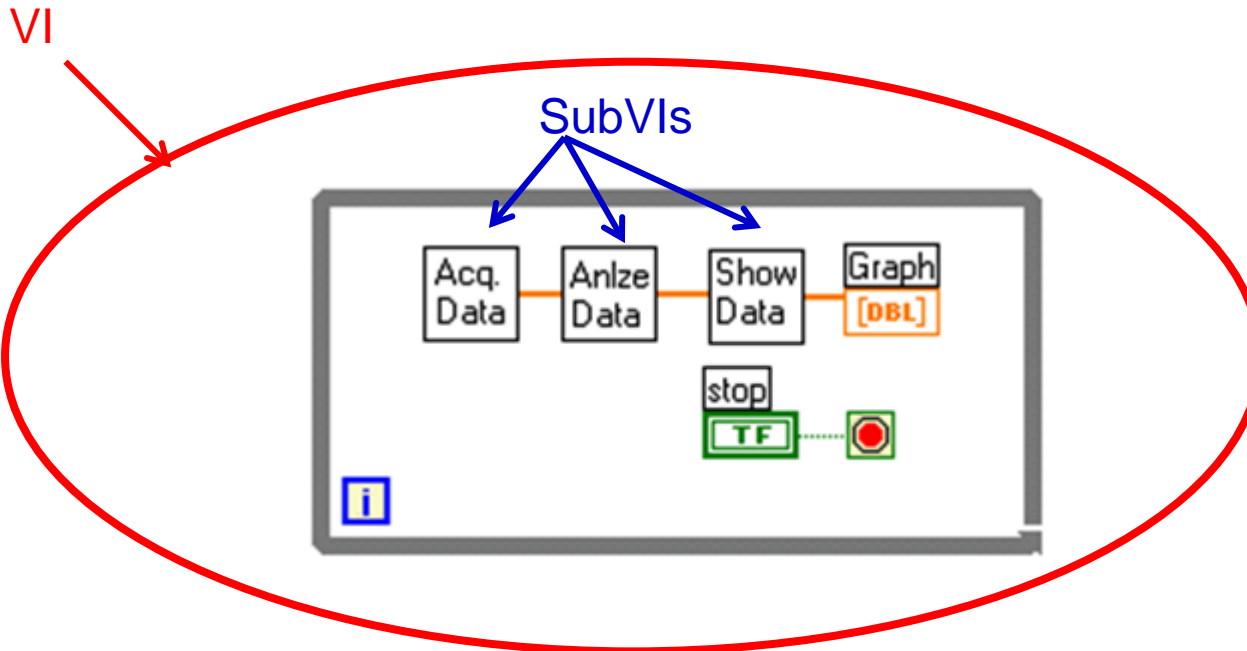 VI
SubVIs
Acq.
Data
Anlze
Data
Show
Data
Graph
[DBL]
stop
TF
i